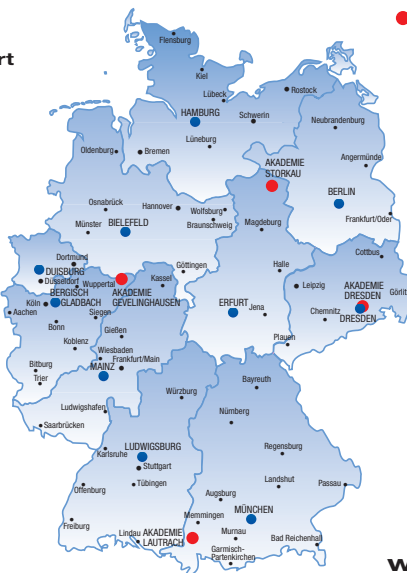 Flensburg
rt
Kiel
Lübeck
Rostock
HAMBURG
Schwerin
Neubrandenburg
Lüneburg
Oldenburg
Bremen
Angermünde
AKADEMIE
STORKAU
BERLIN
Osnabrück
Hannover
Wolfsburg
Frankfurt/Oder
Münster
BIELEFELD
Braunschweig
Magdeburg
Cottbus
Dortmund
Göttingen
Halle
DUISBURG
Düsseldorf
Wuppertal
Kassel
Leipzig
AKADEMIE
DRESDEN
Görlit
BERGISCH
GLADBACH
AKADEMIE
GEVELINGHAUSEN
Köln
Aachen
Siegen
ERFURT
Jena
Chemnitz
DRESDEN
Bonn
Gießen
Plauen
Koblenz
Wiesbaden
Frankfurt/Main
Bitburg
Trier
MAINZ
Bayreuth
Würzburg
Ludwigshafen
Nürnberg
Saarbrücken
LUDWIGSBURG
Karlsruhe
Stuttgart
Regensburg
Offenburg
Tübingen
Landshut
Passau
Augsburg
Memmingen
MÜNCHEN
Freiburg
Lindau
AKADEMIE
LAUTRACH
Murnau
Bad Reichenhall
Garmisch-
Partenkirchen
w